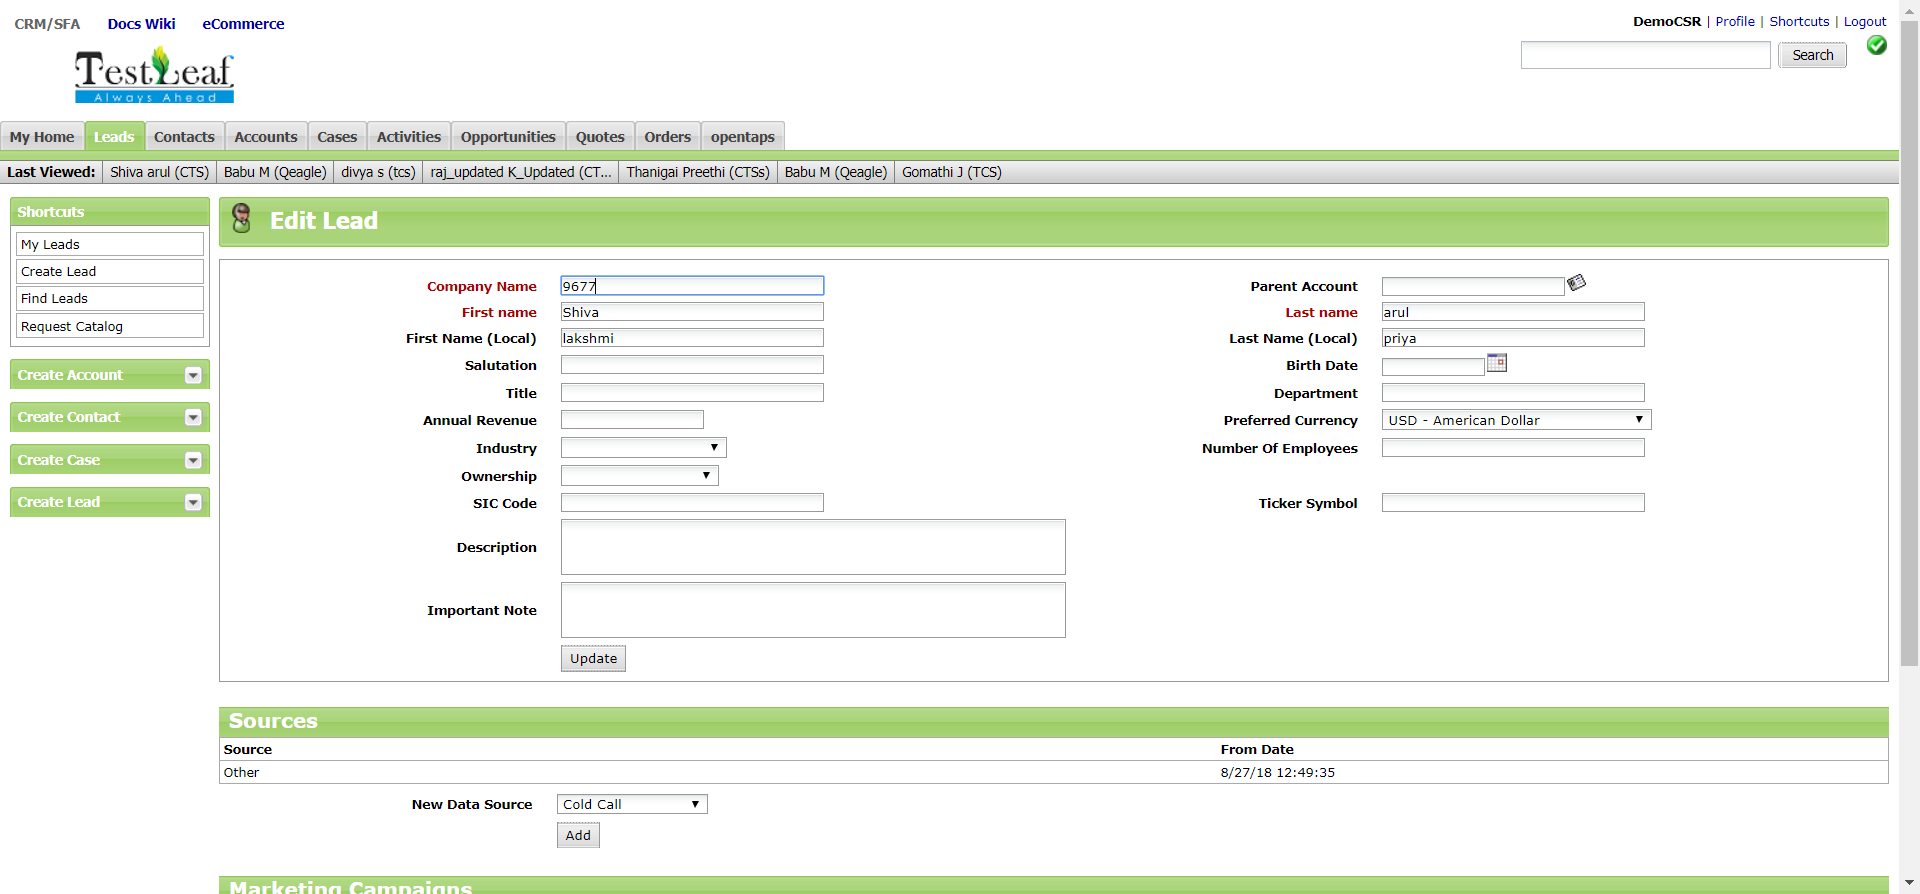 CRM/SFA Docs Wiki eCommerce
DemoCSR | Profile | Shortcuts | Logout
Search
TestLeaf
Always Ahead
My Home Leads Contacts Accounts Cases Activities Opportunities Quotes Orders opentaps
Last Viewed: Shiva arul (CTS) Babu M (Qeagle) divya s (tcs) raj_updated K_Updated (CT... Thanigai Preethi (CTSs) Babu M (Qeagle) Gomathi J (TCS)
Shortcuts
My Leads
Create Lead
Find Leads
Request Catalog
Create Account
Create Contact
Create Case
Create Lead
Edit Lead
Company Name 9677 Parent Account
First name Shiva Last name arul
First Name (Local) lakshmi Last Name (Local) priya
Salutation Birth Date
Title Department
Annual Revenue Preferred Currency USD - American Dollar
Industry Number Of Employees
Ownership
SIC Code Ticker Symbol
Description
Important Note
Update
Sources
Source From Date
Other 8/27/18 12:49:35
New Data Source Cold Call
Add
Marketing Campaigns